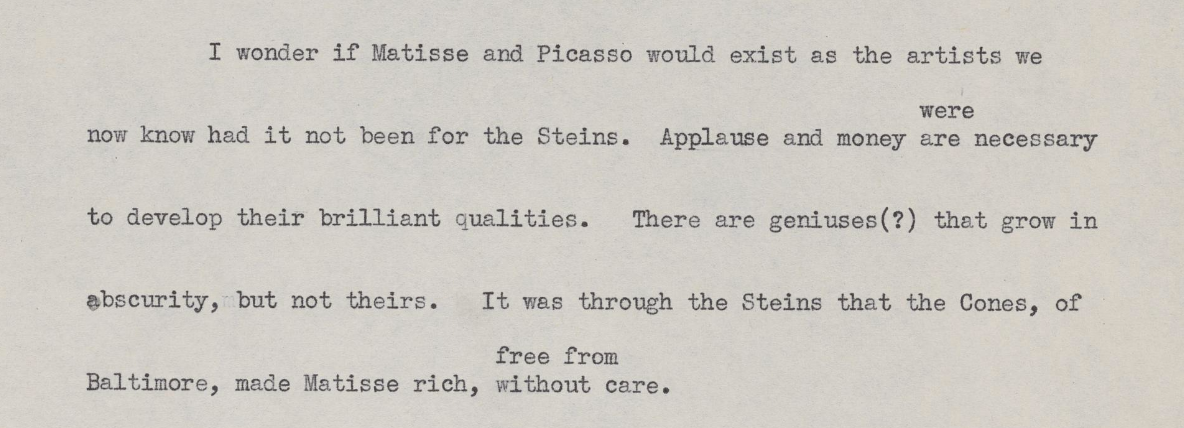 I wonder if Matisse and Picasso would exist as the artists we
were
now know had it not been for the Steins. Applause and money are necessary
to develop their brilliant qualities. There are geniuses(?) that grow in
abscurity, but not theirs. It was through the Steins that the Cones, of
free from
Baltimore, made Matisse rich, without care.